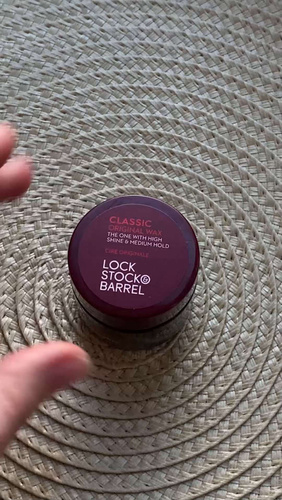 CLASSIC
ORIGINAL WAX
THE ONE WITH HIGH
SHINE & MEDIUM HOLD
LOCK
STOCK &
BARREL